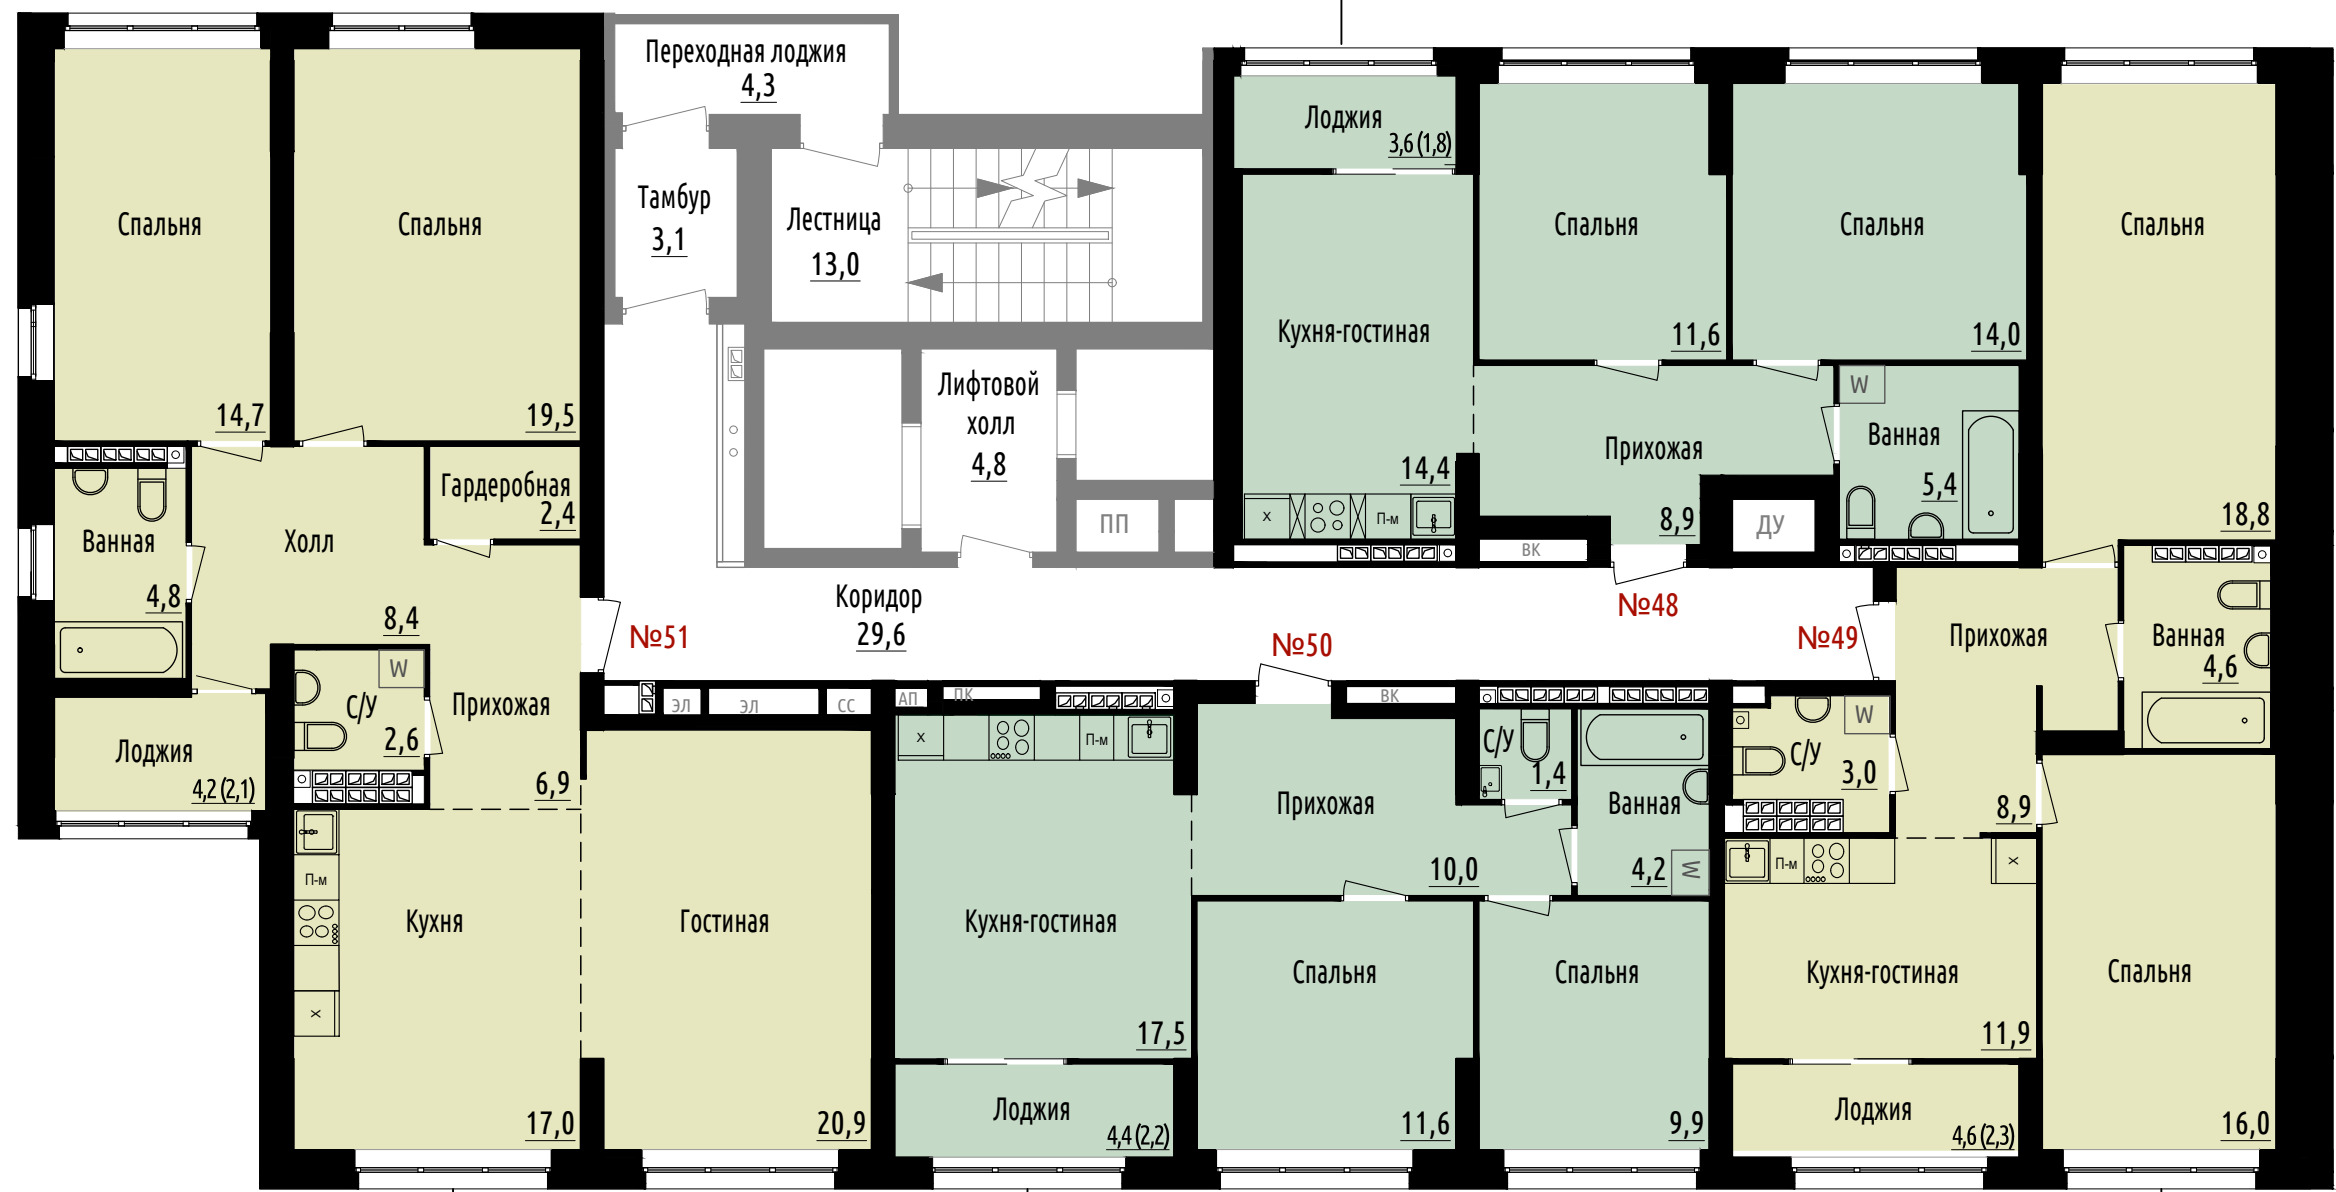 Переходная лоджия
4,3
Тамбур
3,1
Лестница
13,0
Лифтовой
холл
4,8
ПП
Коридор
29,6
Спальня
14,7
Спальня
19,5
Гардеробная
2,4
Ванная
4,8
Холл
8,4
№51
С/У
W
2,6
Прихожая
6,9
Лоджия
4,2 (2,1)
П-м
X
Кухня
17,0
Гостиная
20,9
ЭЛ
ЭЛ
СС
АП
ПК
ВК
Лоджия
3,6 (1,8)
Спальня
11,6
Спальня
14,0
Кухня-гостиная
14,4
X
П-м
Прихожая
8,9
ВК
ДУ
W
Ванная
5,4
№48
Спальня
18,8
№49
Прихожая
8,9
Ванная
4,6
W
С/У
3,0
П-м
X
Кухня-гостиная
11,9
Лоджия
4,6 (2,3)
Спальня
16,0
№50
X
П-м
Прихожая
10,0
С/У
1,4
Ванная
4,2
W
Кухня-гостиная
17,5
Лоджия
4,4 (2,2)
Спальня
11,6
Спальня
9,9